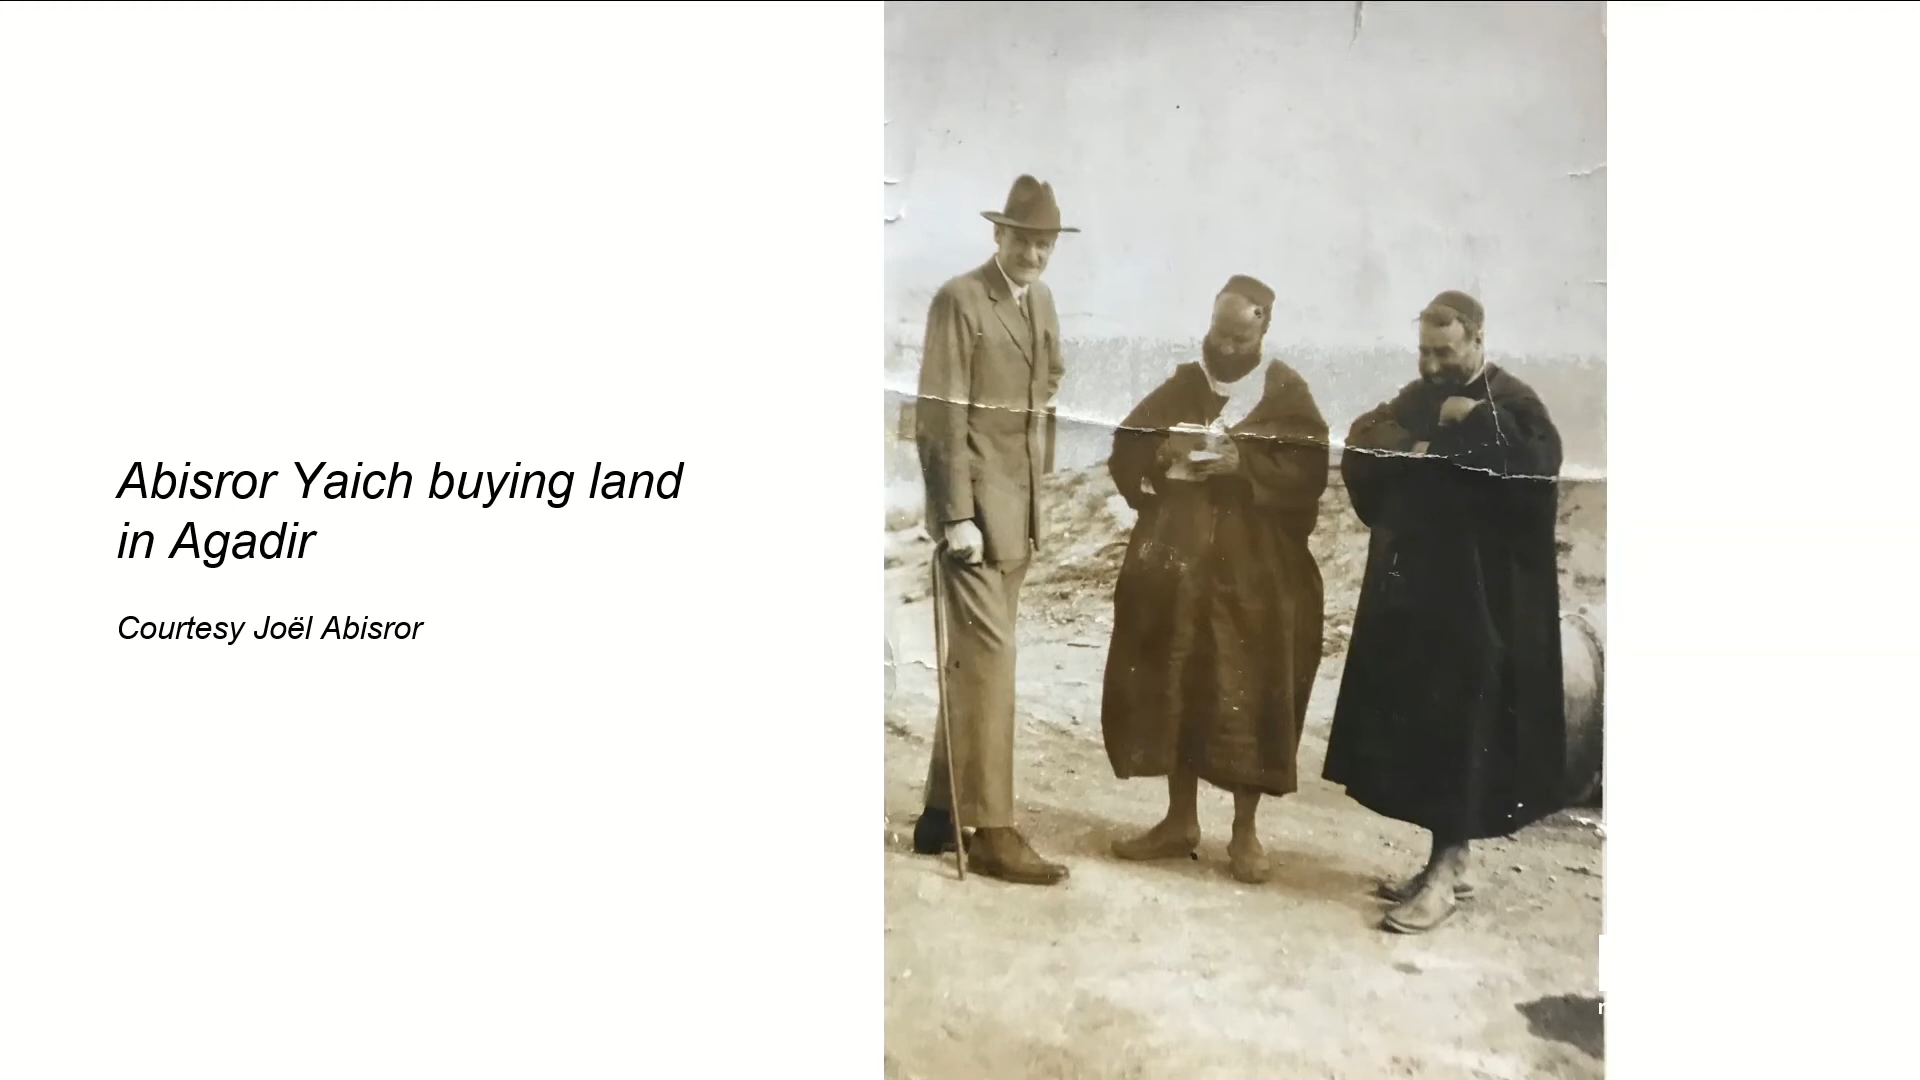 Abisror Yaich buying land
in Agadir
Courtesy Joël Abisror